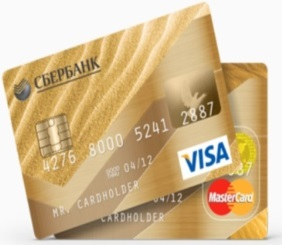 СБЕРБАНК
4276 8000 5241 2887
04/12
VISA
MR. CARDHOLDER
04/12
MasterCard
CARDHOLDER